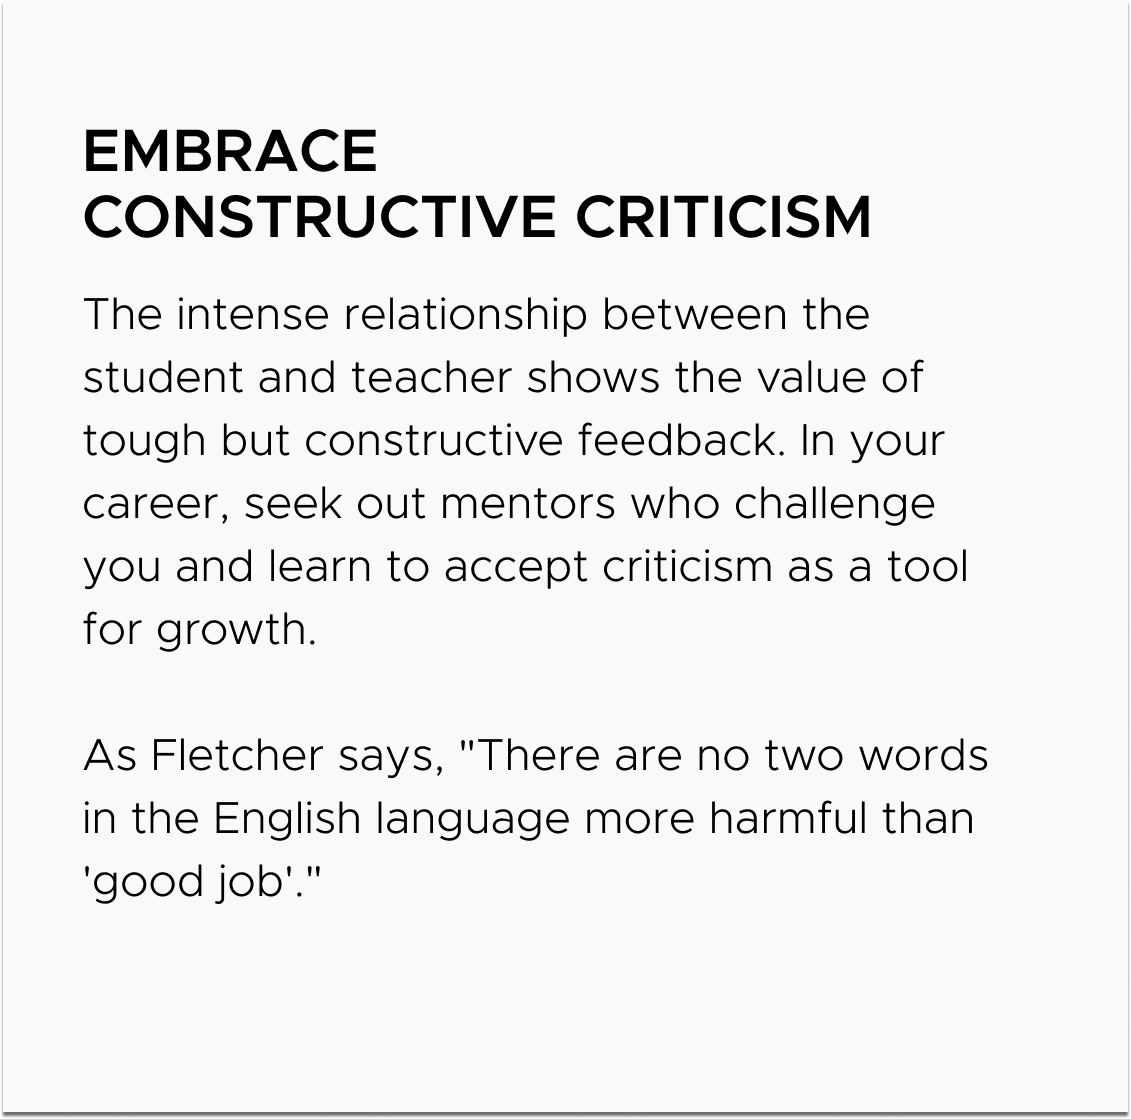 EMBRACE
CONSTRUCTIVE CRITICISM
The intense relationship between the
student and teacher shows the value of
tough but constructive feedback. In your
career, seek out mentors who challenge
you and learn to accept criticism as a tool
for growth.
As Fletcher says, "There are no two words
in the English language more harmful than
'good job'."